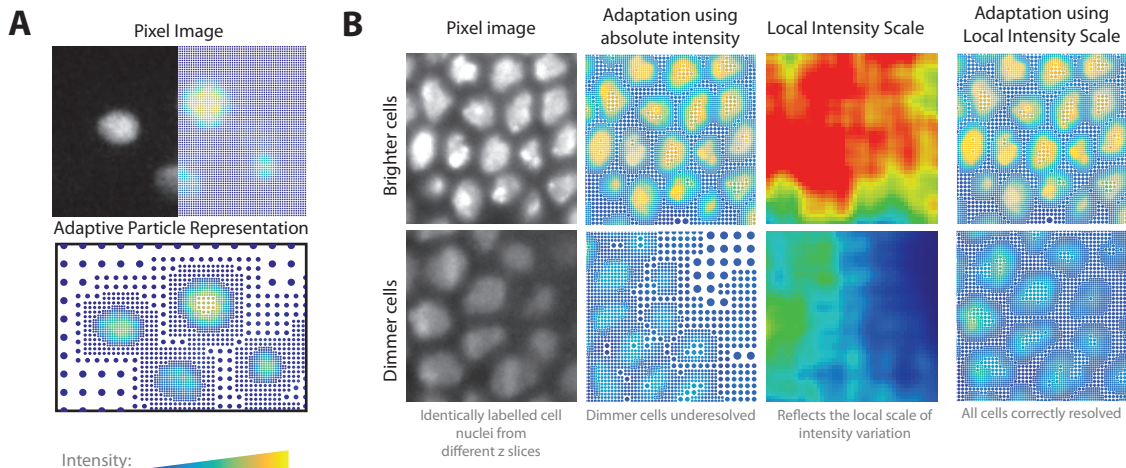 A
Pixel Image
Adaptive Particle Representation
Intensity:
B
Pixel image
Adaptation using
absolute intensity
Local Intensity Scale
Adaptation using
Local Intensity Scale
Brighter cells
Dimmer cells
Identically labelled cell
nuclei from
different z slices
Dimmer cells underesolved
Reflects the local scale of
intensity variation
All cells correctly resolved